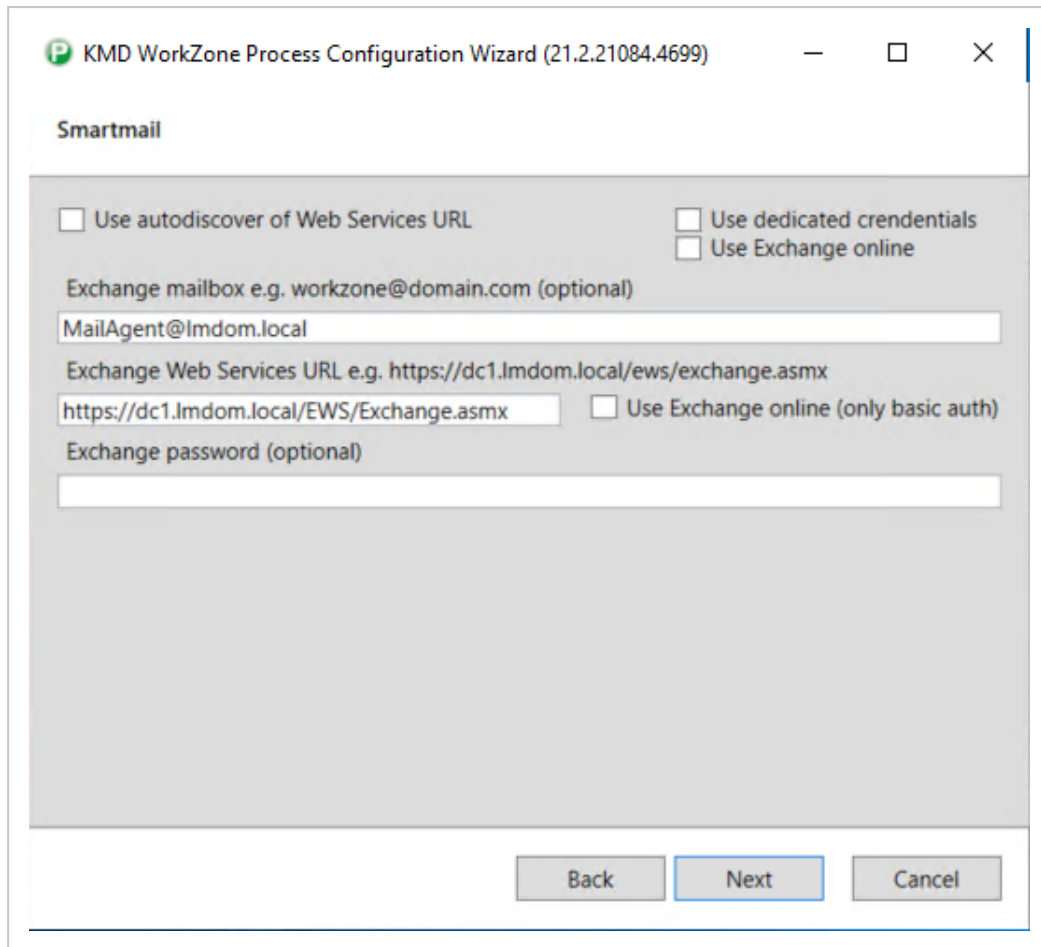 KMD WorkZone Process Configuration Wizard (21.2.21084.4699)
Smartmail
Use autodiscover of Web Services URL
Use dedicated crendentials
Use Exchange online
Exchange mailbox e.g. workzone@domain.com (optional)
MailAgent@lmdom.local
Exchange Web Services URL e.g. https://dc1.lmdom.local/ews/exchange.asmx
https://dc1.lmdom.local/EWS/Exchange.asmx
Use Exchange online (only basic auth)
Exchange password (optional)
Back
Next
Cancel